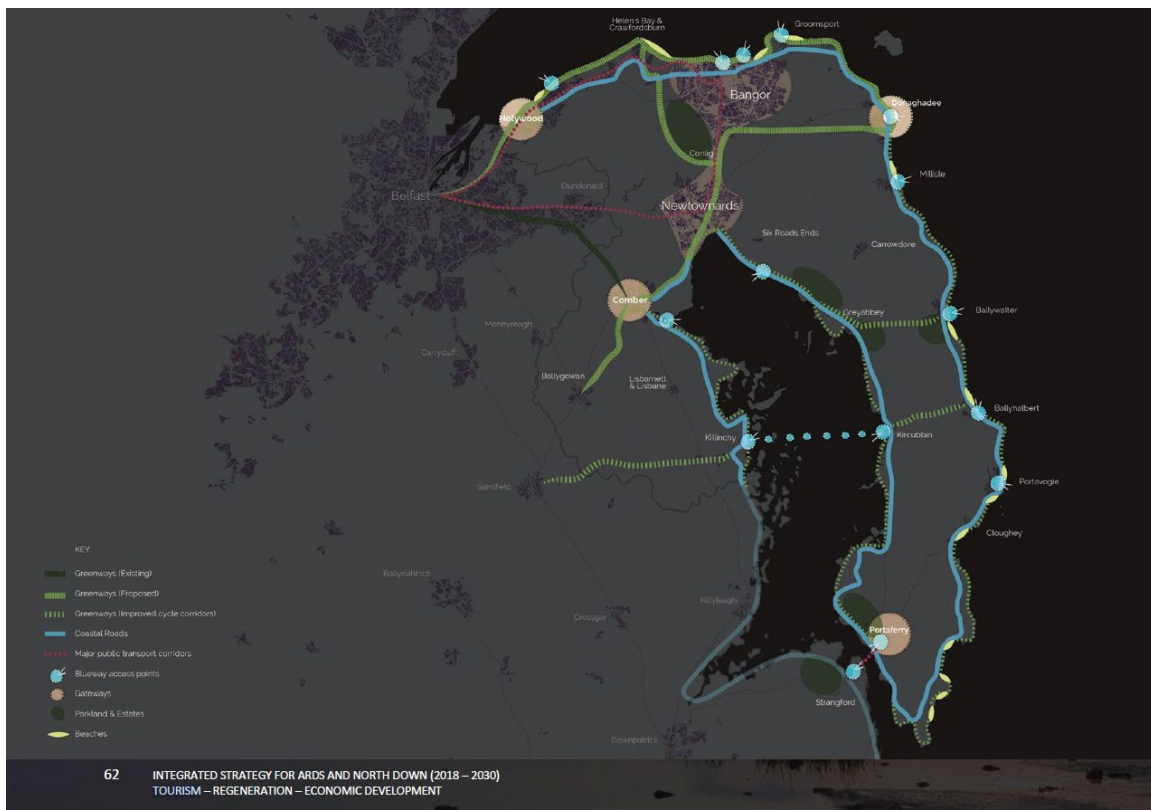 Helen's Bay &
Crawfordsburn
Groomsport
Bangor
Holywood
Donaghadee
Conlig
Millisle
Belfast
Dundonald
Newtownards
Six Roads Ends
Carrowdore
Comber
Greyabbey
Ballywalter
Moneyreagh
Carryduff
Ballygowan
Lisbarnett
& Lisbane
Ballyhalbert
Killinchy
Kircubbin
Saintfield
Portavogie
Cloughey
KEY
Greenways (Existing)
Greenways (Proposed)
Greenways (Improved cycle corridors)
Coastal Roads
Major public transport corridors
Blueway access points
Gateways
Parkland & Estates
Beaches
Ballynahinch
Killyleagh
Crossgar
Portaferry
Strangford
Downpatrick
62 INTEGRATED STRATEGY FOR ARDS AND NORTH DOWN (2018 – 2030)
TOURISM – REGENERATION – ECONOMIC DEVELOPMENT